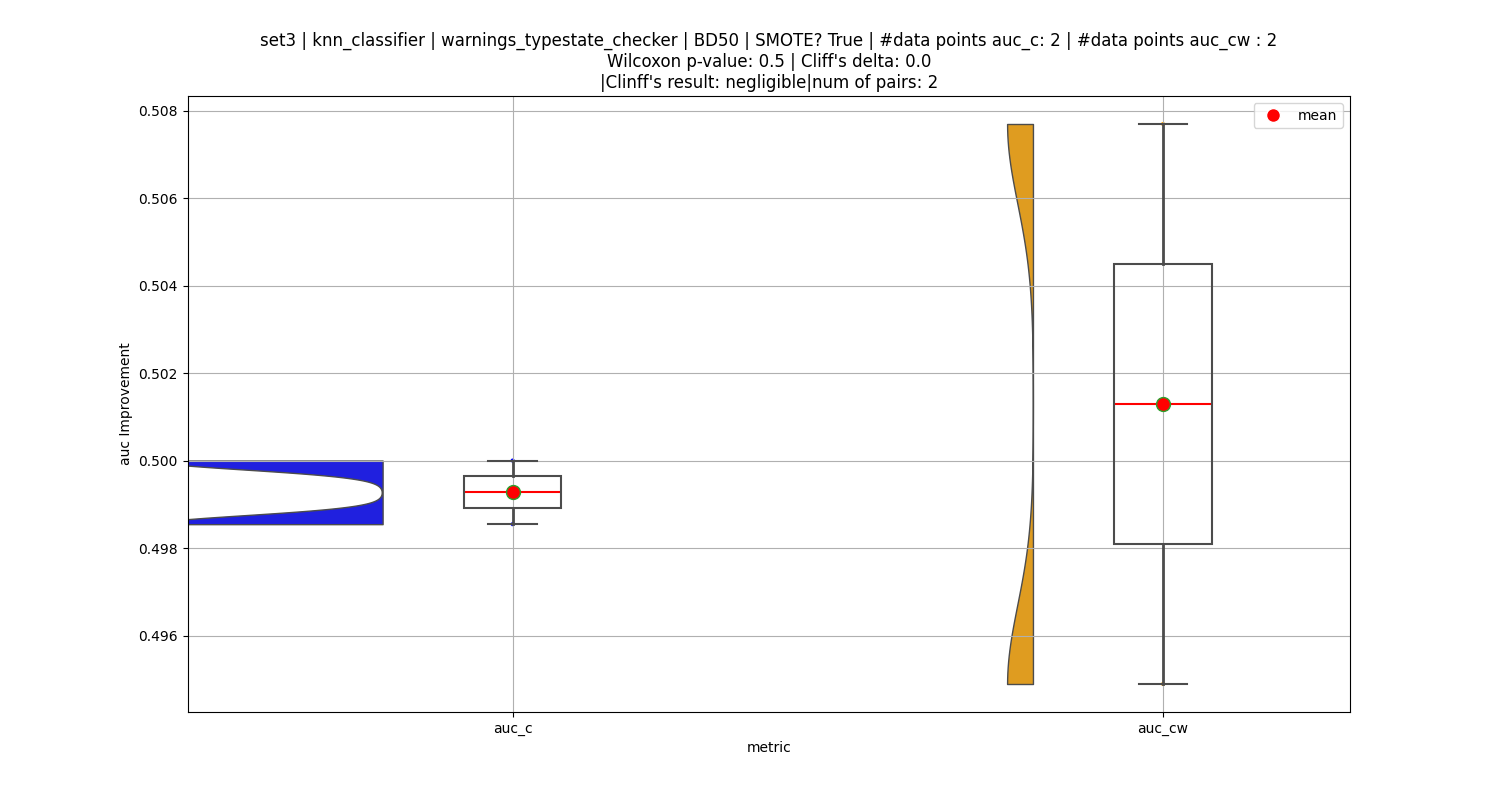 set3 | knn_classifier | warnings_typestate_checker | BD50 | SMOTE? True | #data points auc_c: 2 | #data points auc_cw : 2
Wilcoxon p-value: 0.5 | Cliff's delta: 0.0
|Clinff's result: negligible|num of pairs: 2
mean
0.508
0.506
0.504
0.502
0.500
0.498
0.496
auc Improvement
auc_c
auc_cw
metric